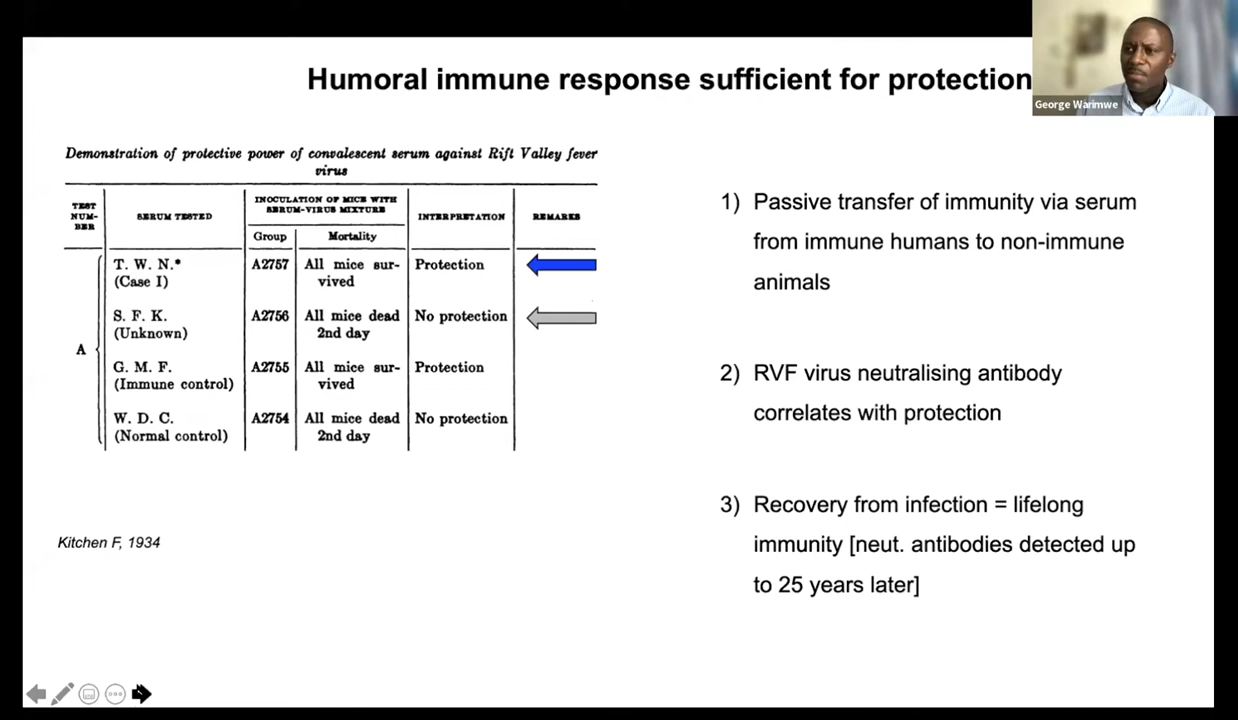 Humoral immune response sufficient for protection
George Warimwe
Demonstration of protective power of convalescent serum against Rift Valley fever
virus
TEST
NUM-
BER
SERUM TESTED
INOCULATION OF MICE WITH
SERUM-VIRUS MIXTURE
INTERPRETATION
REMARKS
Group
Mortality
A
T. W. N.*
(Case I)
A2757
All mice sur-
vived
Protection
S. F. K.
(Unknown)
A2756
All mice dead
2nd day
No protection
G. M. F.
(Immune control)
A2755
All mice sur-
vived
Protection
W. D. C.
(Normal control)
A2754
All mice dead
2nd day
No protection
Kitchen F, 1934
1) Passive transfer of immunity via serum
from immune humans to non-immune
animals
2) RVF virus neutralising antibody
correlates with protection
3) Recovery from infection = lifelong
immunity [neut. antibodies detected up
to 25 years later]